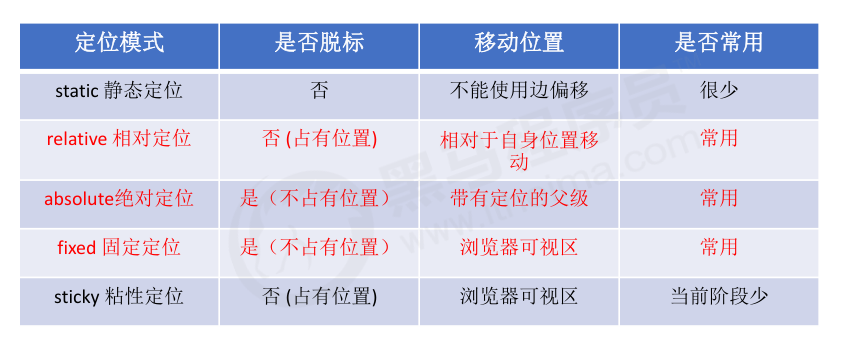 定位模式 是否脱标 移动位置 是否常用
static 静态定位 否 不能使用边偏移 很少
relative 相对定位 否 (占有位置) 相对于自身位置移
动 常用
absolute绝对定位 是（不占有位置） 带有定位的父级 常用
fixed 固定定位 是（不占有位置） 浏览器可视区 常用
sticky 粘性定位 否 (占有位置) 浏览器可视区 当前阶段少
黑马程序员